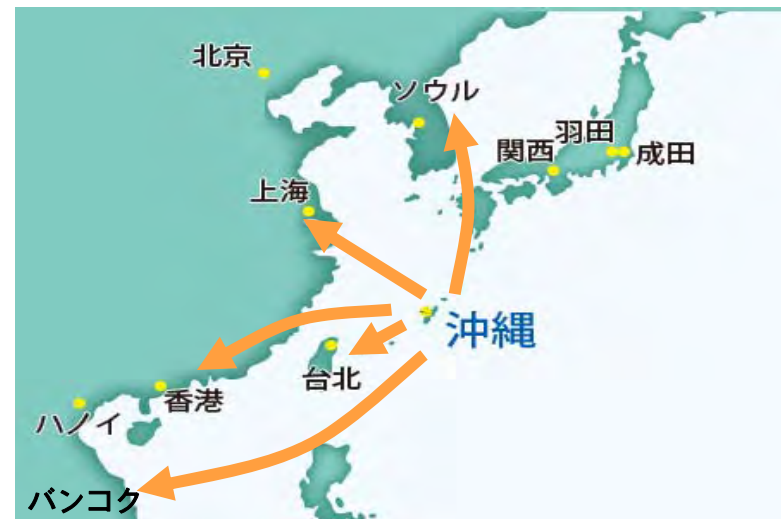 北京
ソウル
羽田
関西
成田
上海
沖縄
台北
香港
ハノイ
バンコク